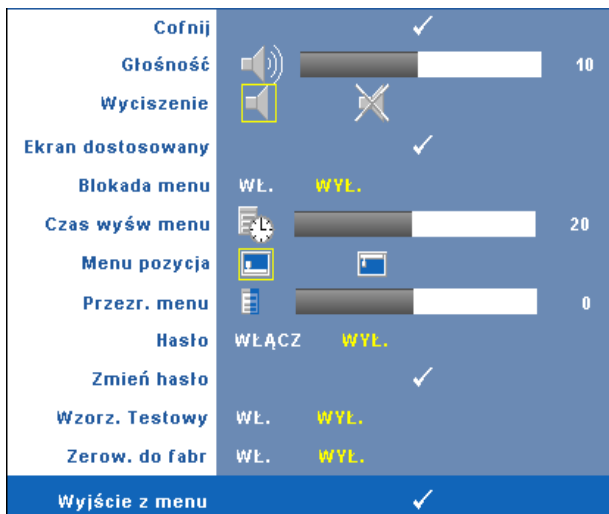 Cofnij
Głośność 10
Wyciszenie
Ekran dostosowany
Blokada menu WŁ. WYŁ.
Czas wyśw menu 20
Menu pozycja
Przezr. menu 0
Hasło WŁĄCZ WYŁ.
Zmień hasło
Wzorz. Testowy WŁ. WYŁ.
Zerow. do fabr WŁ. WYŁ.
Wyjście z menu